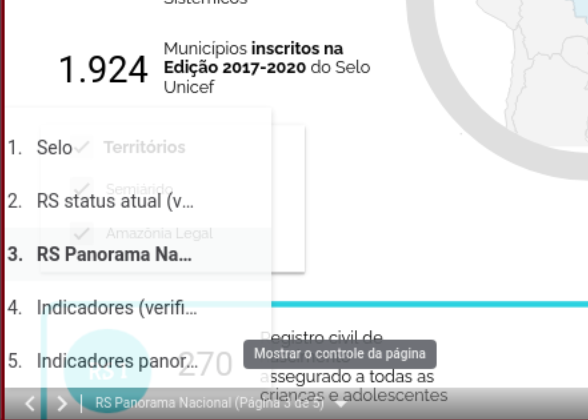 Sistêmicos
1.924
Municípios inscritos na
Edição 2017-2020 do Selo
Unicef
1. Selo
Territórios
Semiárido
2. RS status atual (v...
Amazônia Legal
3. RS Panorama Na...
4. Indicadores (verifi...
Registro civil de
Mostrar o controle da página
5. Indicadores panor...
RS 1
270
assegurado a todas as
crianças e adolescentes
RS Panorama Nacional (Página 3 de 5)